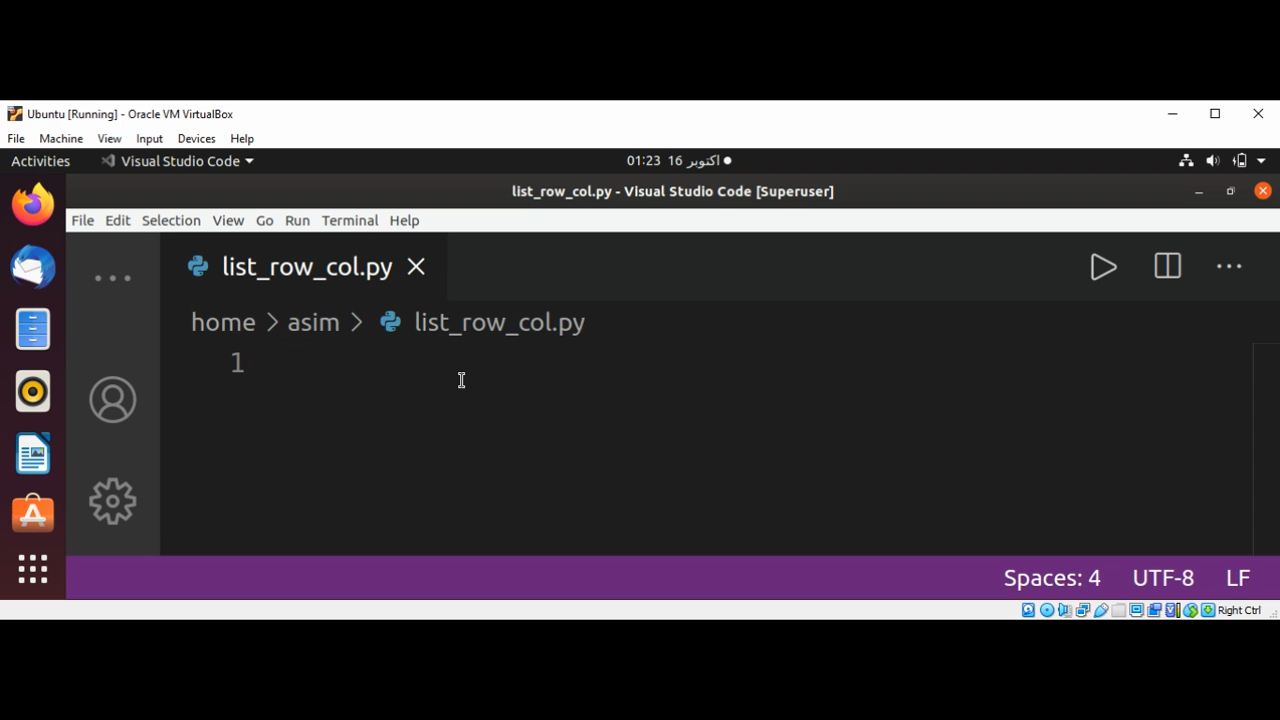 Ubuntu [Running] - Oracle VM VirtualBox
File Machine View Input Devices Help
Activities Visual Studio Code 01:23 16 اکتوبر
list_row_col.py - Visual Studio Code [Superuser]
File Edit Selection View Go Run Terminal Help
list_row_col.py
home > asim > list_row_col.py
1
Spaces: 4 UTF-8 LF
Right Ctrl